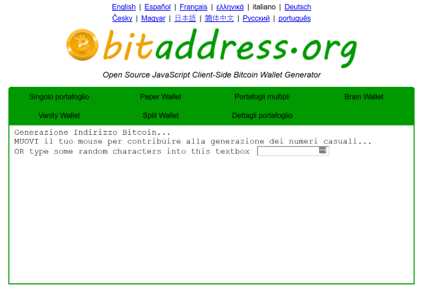 English | Español | Français | ελληνικά | italiano | Deutsch
Česky | Magyar | 日本語 | 简体中文 | Русский | português
bitaddress.org
Open Source JavaScript Client-Side Bitcoin Wallet Generator
Singolo portafoglio Paper Wallet Portafogli multipli Brain Wallet
Vanity Wallet Split Wallet Dettagli portafoglio
Generazione Indirizzo Bitcoin...
MUOVI il tuo mouse per contribuire alla generazione dei numeri casuali...
OR type some random characters into this textbox